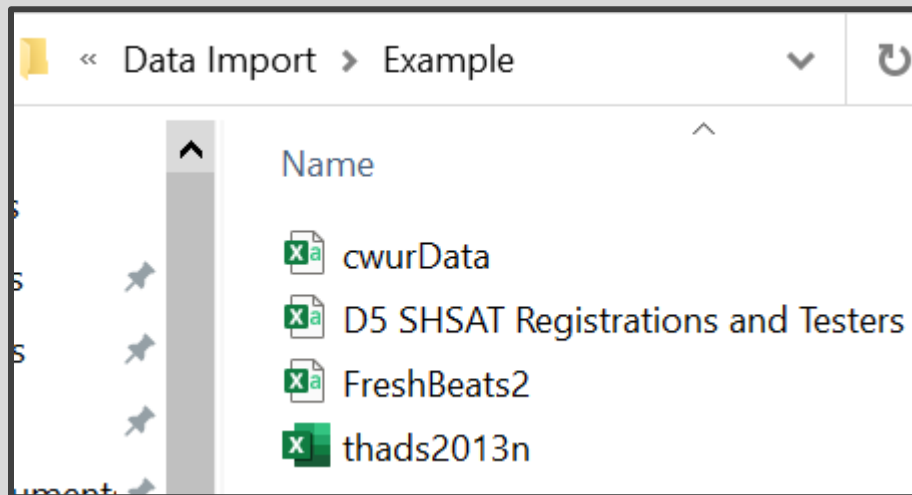 « Data Import > Example
Name
cwurData
D5 SHSAT Registrations and Testers
FreshBeats2
thads2013n